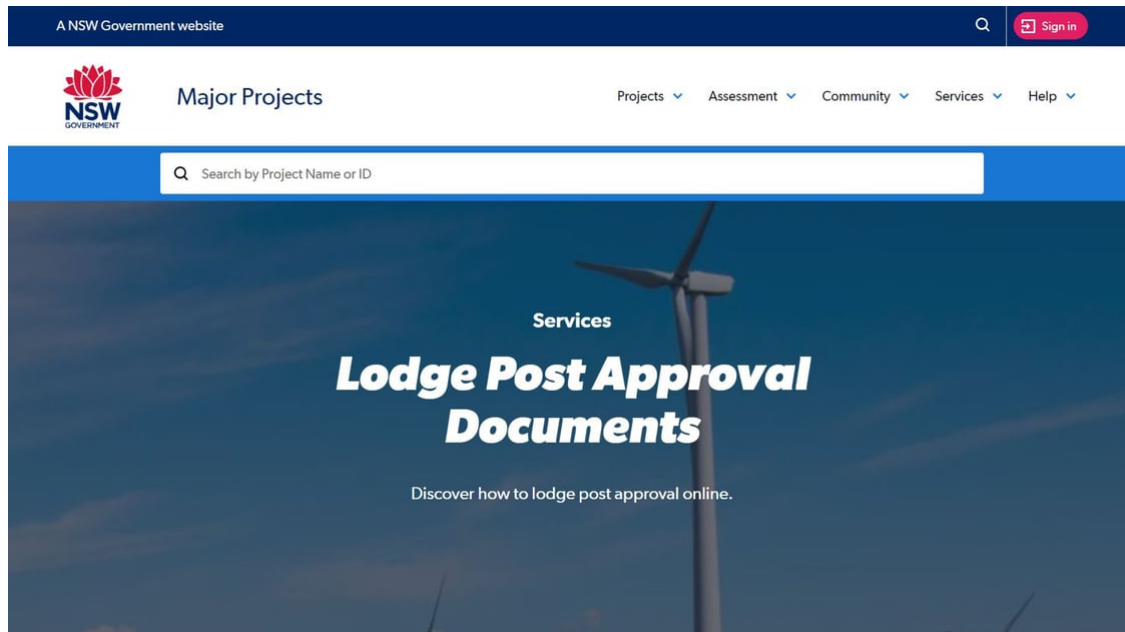 A NSW Government website
Sign in
NSW
GOVERNMENT
Major Projects
Projects
Assessment
Community
Services
Help
Search by Project Name or ID
Services
Lodge Post Approval
Documents
Discover how to lodge post approval online.